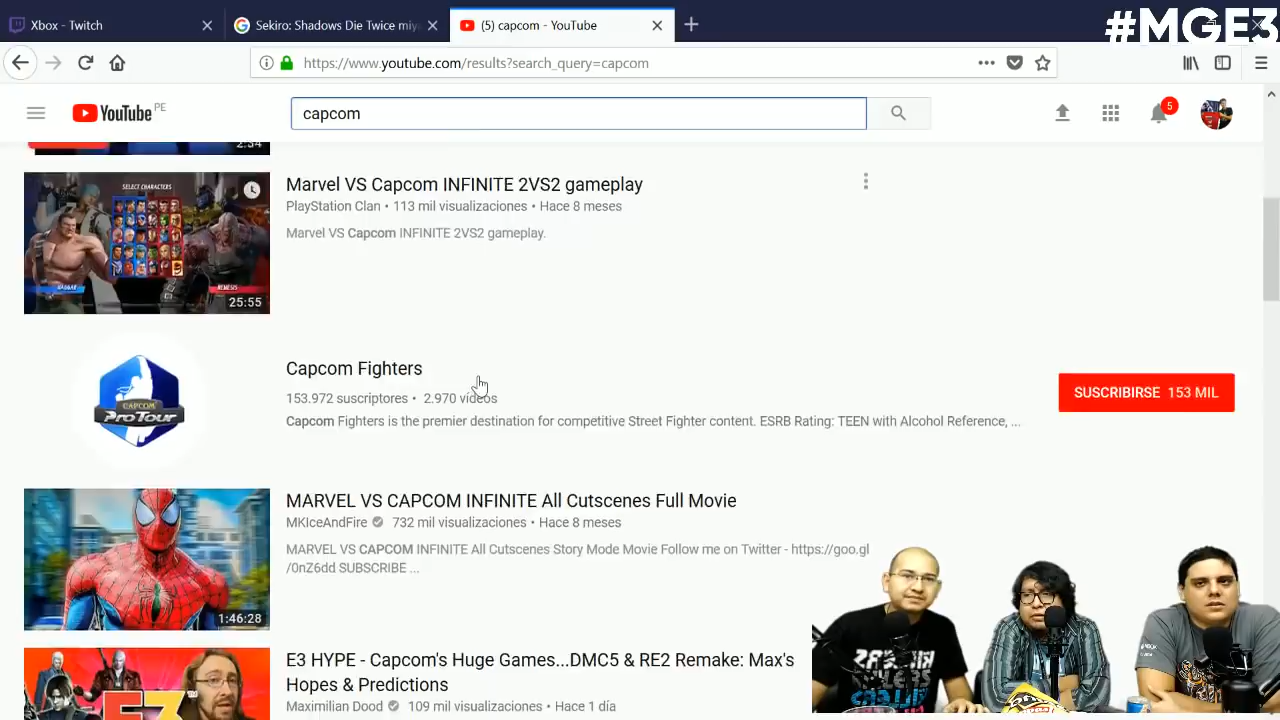 Xbox - Twitch
Sekiro: Shadows Die Twice miy
(5) capcom - YouTube
#MGE3
https://www.youtube.com/results?search_query=capcom
YouTube PE
capcom
5
2:54
SELECT CHARACTERS
HAGGAR
NEMESIS
25:55
Marvel VS Capcom INFINITE 2VS2 gameplay
PlayStation Clan • 113 mil visualizaciones • Hace 8 meses
Marvel VS Capcom INFINITE 2VS2 gameplay.
CAPCOM
PRO TOUR
Capcom Fighters
153.972 suscriptores • 2.970 videos
Capcom Fighters is the premier destination for competitive Street Fighter content. ESRB Rating: TEEN with Alcohol Reference, ...
SUSCRIBIRSE 153 MIL
1:46:28
MARVEL VS CAPCOM INFINITE All Cutscenes Full Movie
MKIceAndFire 732 mil visualizaciones • Hace 8 meses
MARVEL VS CAPCOM INFINITE All Cutscenes Story Mode Movie Follow me on Twitter - https://goo.gl
/0nZ6dd SUBSCRIBE ...
E3
E3 HYPE - Capcom's Huge Games...DMC5 & RE2 Remake: Max's
Hopes & Predictions
Maximilian Dood 109 mil visualizaciones • Hace 1 día